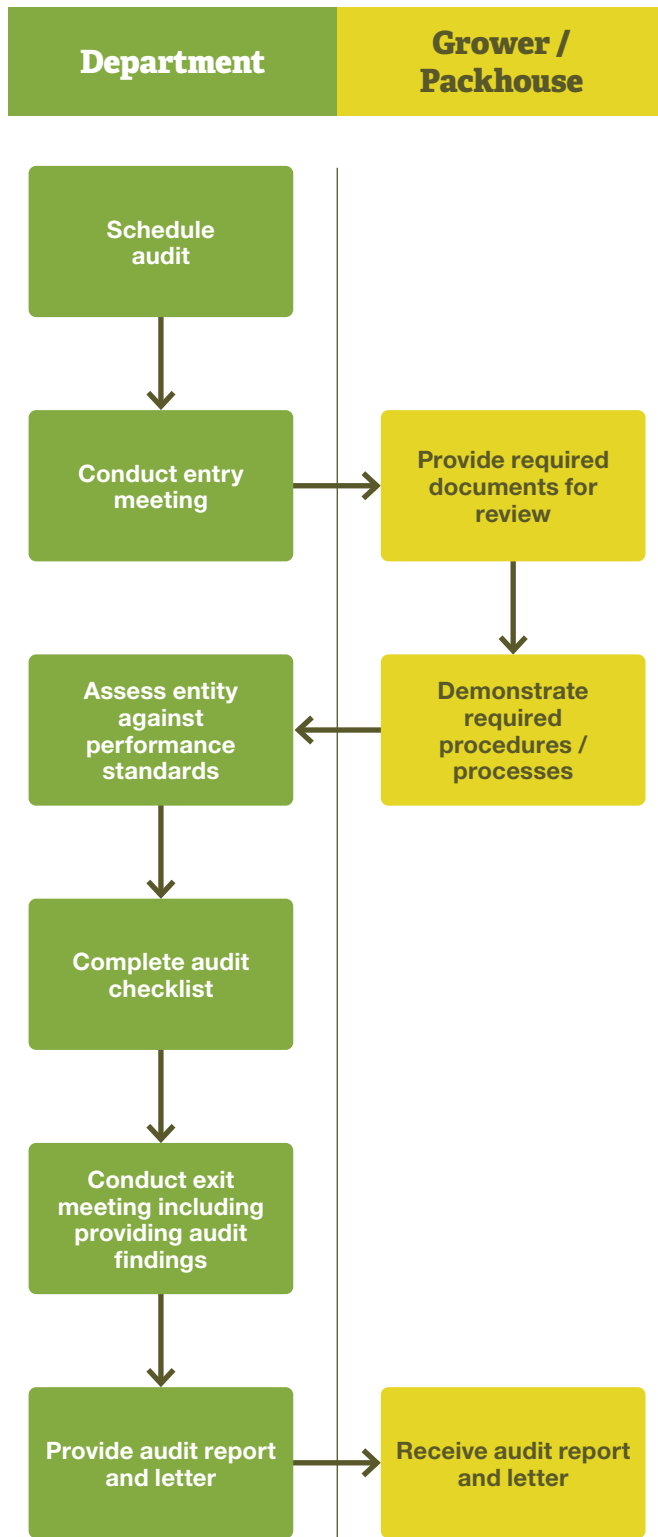 Department
Grower /
Packhouse
Schedule
audit
Conduct entry
meeting
Provide required
documents for
review
Demonstrate
required
procedures /
processes
Assess entity
against
performance
standards
Complete audit
checklist
Conduct exit
meeting including
providing audit
findings
Provide audit report
and letter
Receive audit report
and letter